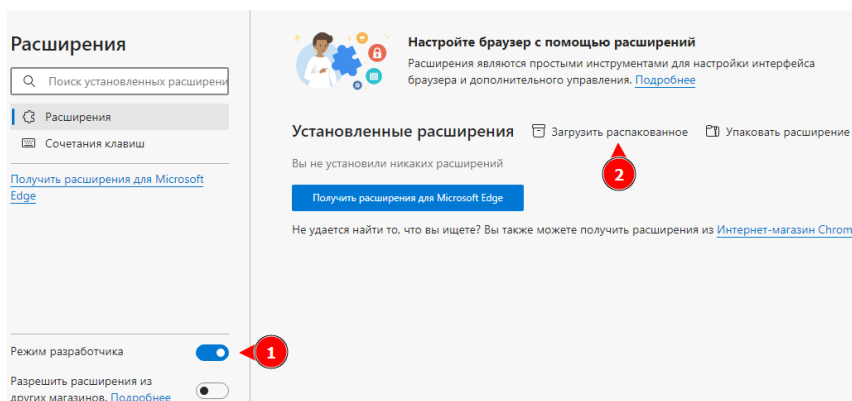 Расширения
Поиск установленных расширени
Расширения
Сочетания клавиш
Получить расширения для Microsoft
Edge
Режим разработчика
1
Разрешить расширения из
других магазинов. Подробнее
Настройте браузер с помощью расширений
Расширения являются простыми инструментами для настройки интерфейса
браузера и дополнительного управления. Подробнее
Установленные расширения Загрузить распакованное Упаковать расширение
2
Вы не установили никаких расширений
Получить расширения для Microsoft Edge
Не удается найти то, что вы ищете? Вы также можете получить расширения из Интернет-магазин Chrom